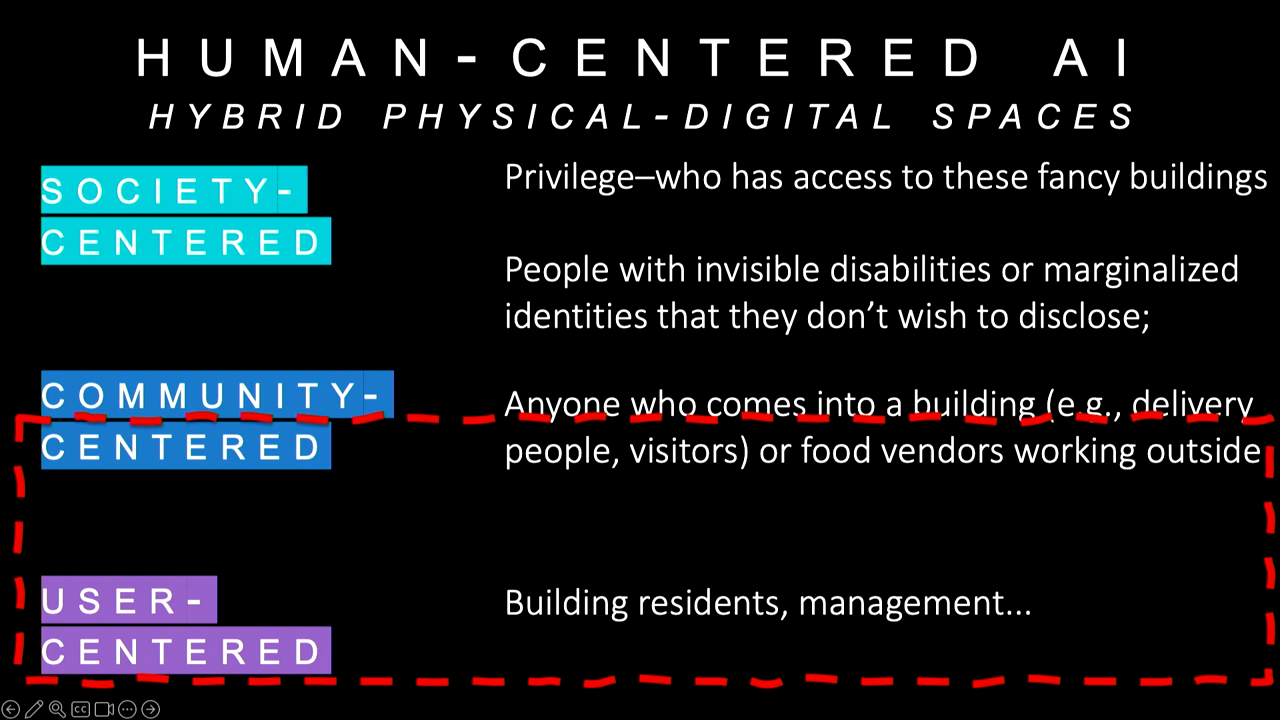 HUMAN-CENTERED AI
HYBRID PHYSICAL-DIGITAL SPACES
SOCIETY-
CENTERED
Privilege–who has access to these fancy buildings
People with invisible disabilities or marginalized
identities that they don’t wish to disclose;
COMMUNITY-
CENTERED
Anyone who comes into a building (e.g., delivery
people, visitors) or food vendors working outside
USER-
CENTERED
Building residents, management...
CC